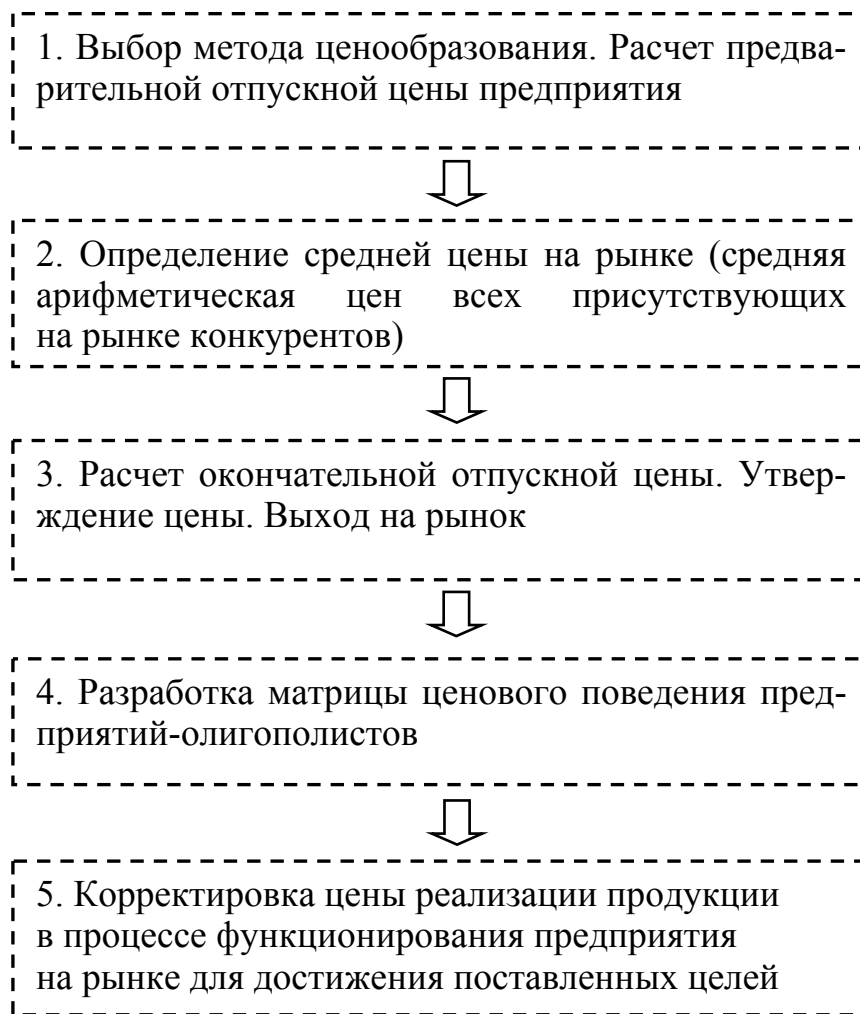 1. Выбор метода ценообразования. Расчет предва-
рительной отпускной цены предприятия
2. Определение средней цены на рынке (средняя
арифметическая цен всех присутствующих
на рынке конкурентов)
3. Расчет окончательной отпускной цены. Утвер-
ждение цены. Выход на рынок
4. Разработка матрицы ценового поведения пред-
приятий-олигополистов
5. Корректировка цены реализации продукции
в процессе функционирования предприятия
на рынке для достижения поставленных целей